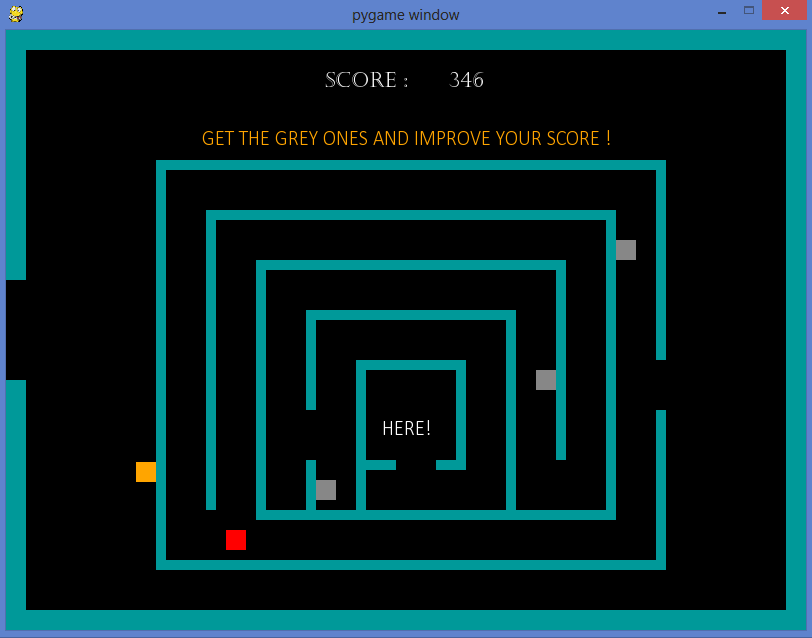 pygame window
SCORE : 346
GET THE GREY ONES AND IMPROVE YOUR SCORE !
HERE!